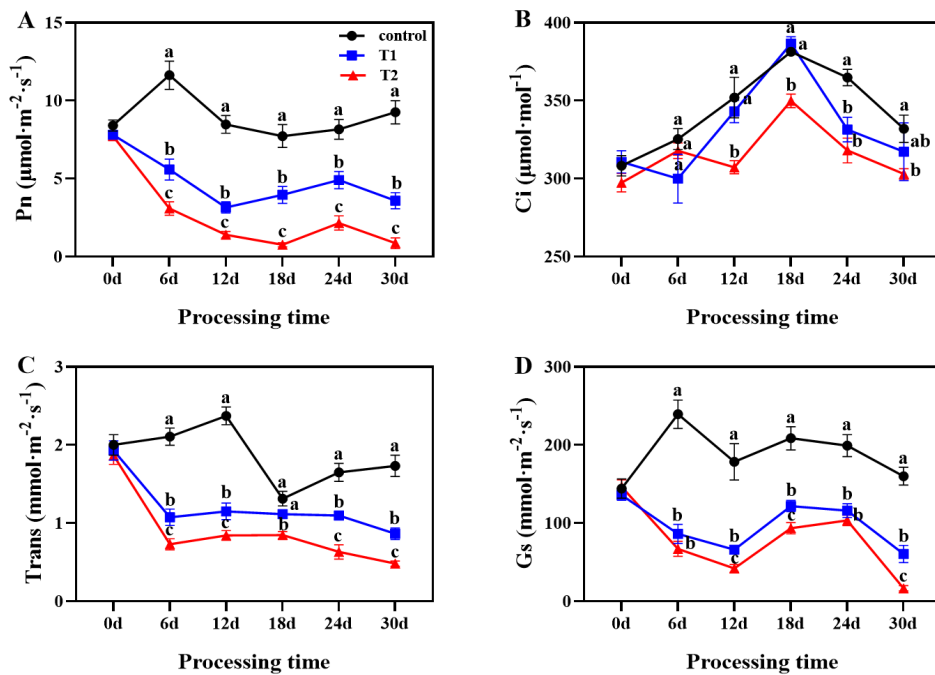 A
15
10
5
0
Pn (μmol·m⁻²·s⁻¹)
control
T1
T2
a
a
a
a
a
b
b
b
b
b
c
c
c
c
c
0d 6d 12d 18d 24d 30d
Processing time
B
400
350
300
250
Ci (μmol·mol⁻¹)
a
a
a
a
a
a
a
a
a
b
b
b
b
ab
b
0d 6d 12d 18d 24d 30d
Processing time
C
3
2
1
0
Trans (mmol·m⁻²·s⁻¹)
a
a
a
a
a
b
b
a
b
b
c
c
b
c
c
0d 6d 12d 18d 24d 30d
Processing time
D
300
200
100
0
Gs (mmol·m⁻²·s⁻¹)
a
a
a
a
a
b
b
b
b
b
b
c
c
b
c
0d 6d 12d 18d 24d 30d
Processing time